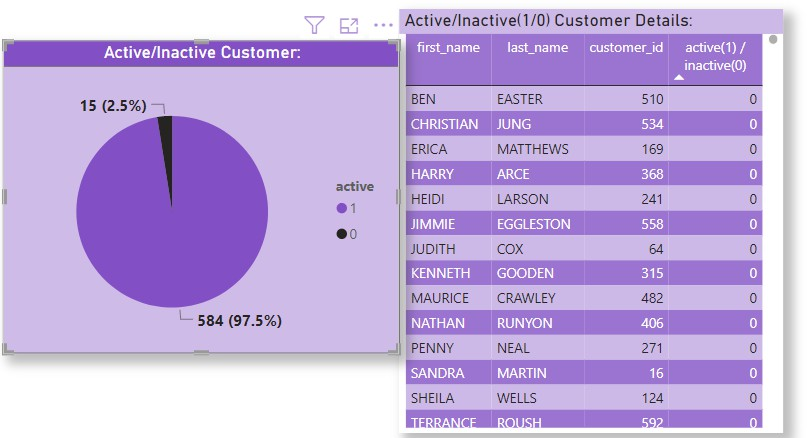 Active/Inactive Customer:
15 (2.5%)
584 (97.5%)
active
1
0
Active/Inactive(1/0) Customer Details:
first_name last_name customer_id active(1) /
inactive(0)
BEN EASTER 510 0
CHRISTIAN JUNG 534 0
ERICA MATTHEWS 169 0
HARRY ARCE 368 0
HEIDI LARSON 241 0
JIMMIE EGGLESTON 558 0
JUDITH COX 64 0
KENNETH GOODEN 315 0
MAURICE CRAWLEY 482 0
NATHAN RUNYON 406 0
PENNY NEAL 271 0
SANDRA MARTIN 16 0
SHEILA WELLS 124 0
TERRANCE ROUSH 592 0